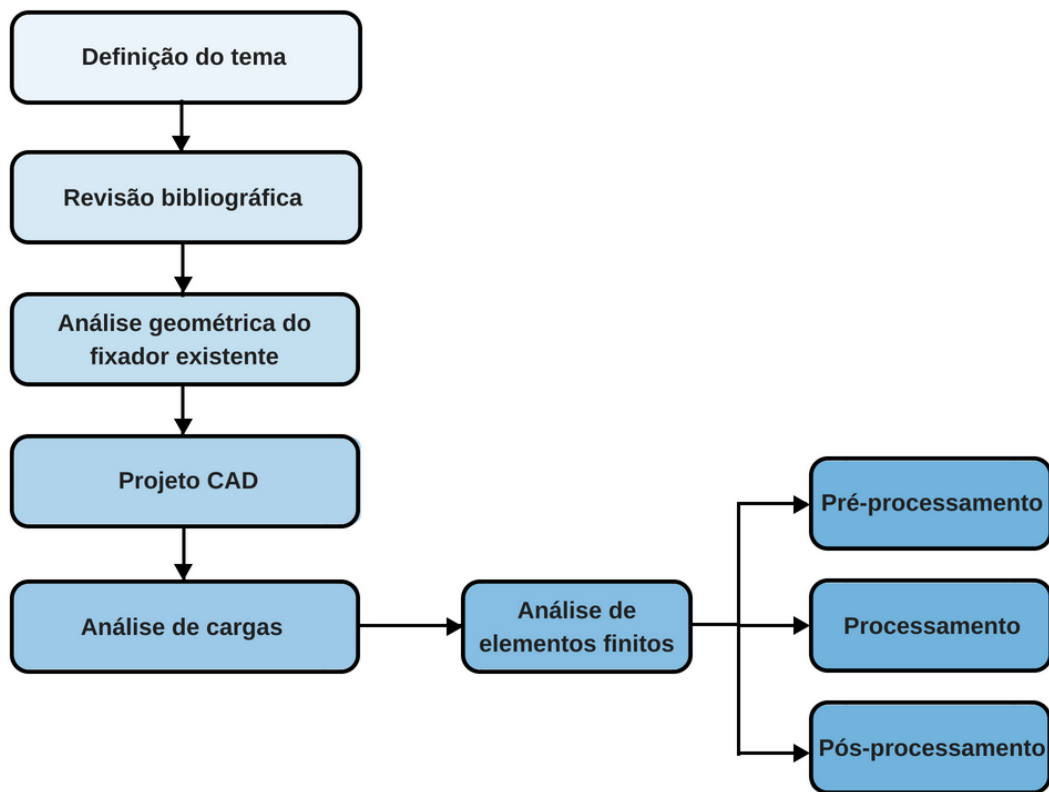 Definição do tema
Revisão bibliográfica
Análise geométrica do
fixador existente
Projeto CAD
Análise de cargas
Análise de
elementos finitos
Pré-processamento
Processamento
Pós-processamento